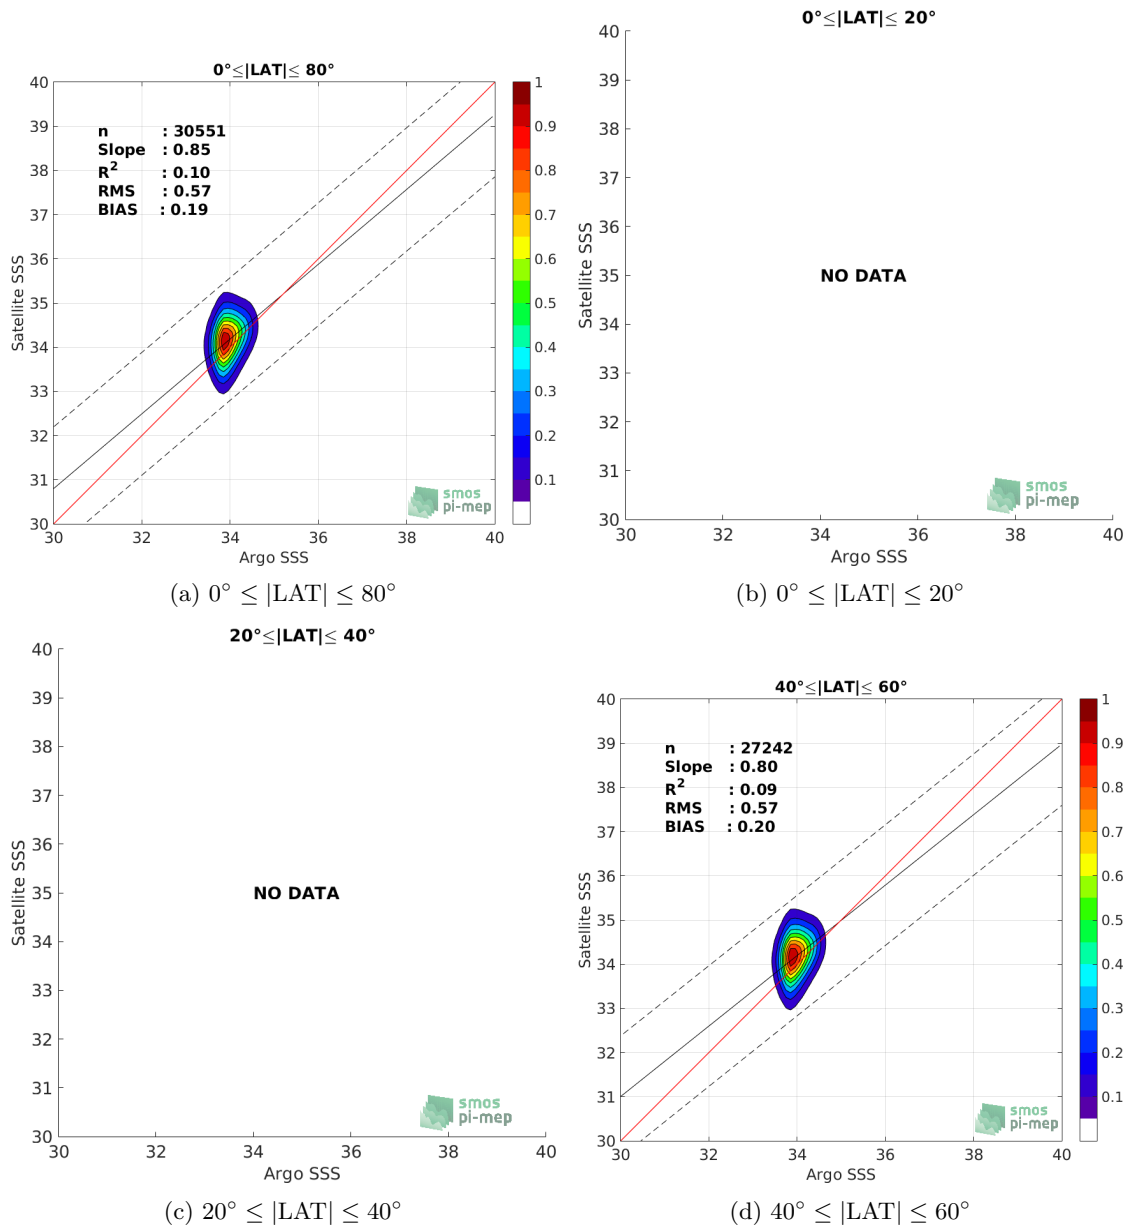 0°≤|LAT|≤ 80°
40
39
38
37
36
35
34
33
32
31
30
Satellite SSS
n : 30551
Slope : 0.85
R2 : 0.10
RMS : 0.57
BIAS : 0.19
1
0.9
0.8
0.7
0.6
0.5
0.4
0.3
0.2
0.1
smos
pi-mep
30 32 34 36 38 40
Argo SSS
(a) 0° ≤ |LAT| ≤ 80°
0°≤|LAT|≤ 20°
40
39
38
37
36
35
34
33
32
31
30
Satellite SSS
NO DATA
smos
pi-mep
30 32 34 36 38 40
Argo SSS
(b) 0° ≤ |LAT| ≤ 20°
20°≤|LAT|≤ 40°
40
39
38
37
36
35
34
33
32
31
30
Satellite SSS
NO DATA
smos
pi-mep
30 32 34 36 38 40
Argo SSS
(c) 20° ≤ |LAT| ≤ 40°
40°≤|LAT|≤ 60°
40
39
38
37
36
35
34
33
32
31
30
Satellite SSS
n : 27242
Slope : 0.80
R2 : 0.09
RMS : 0.57
BIAS : 0.20
1
0.9
0.8
0.7
0.6
0.5
0.4
0.3
0.2
0.1
smos
pi-mep
30 32 34 36 38 40
Argo SSS
(d) 40° ≤ |LAT| ≤ 60°